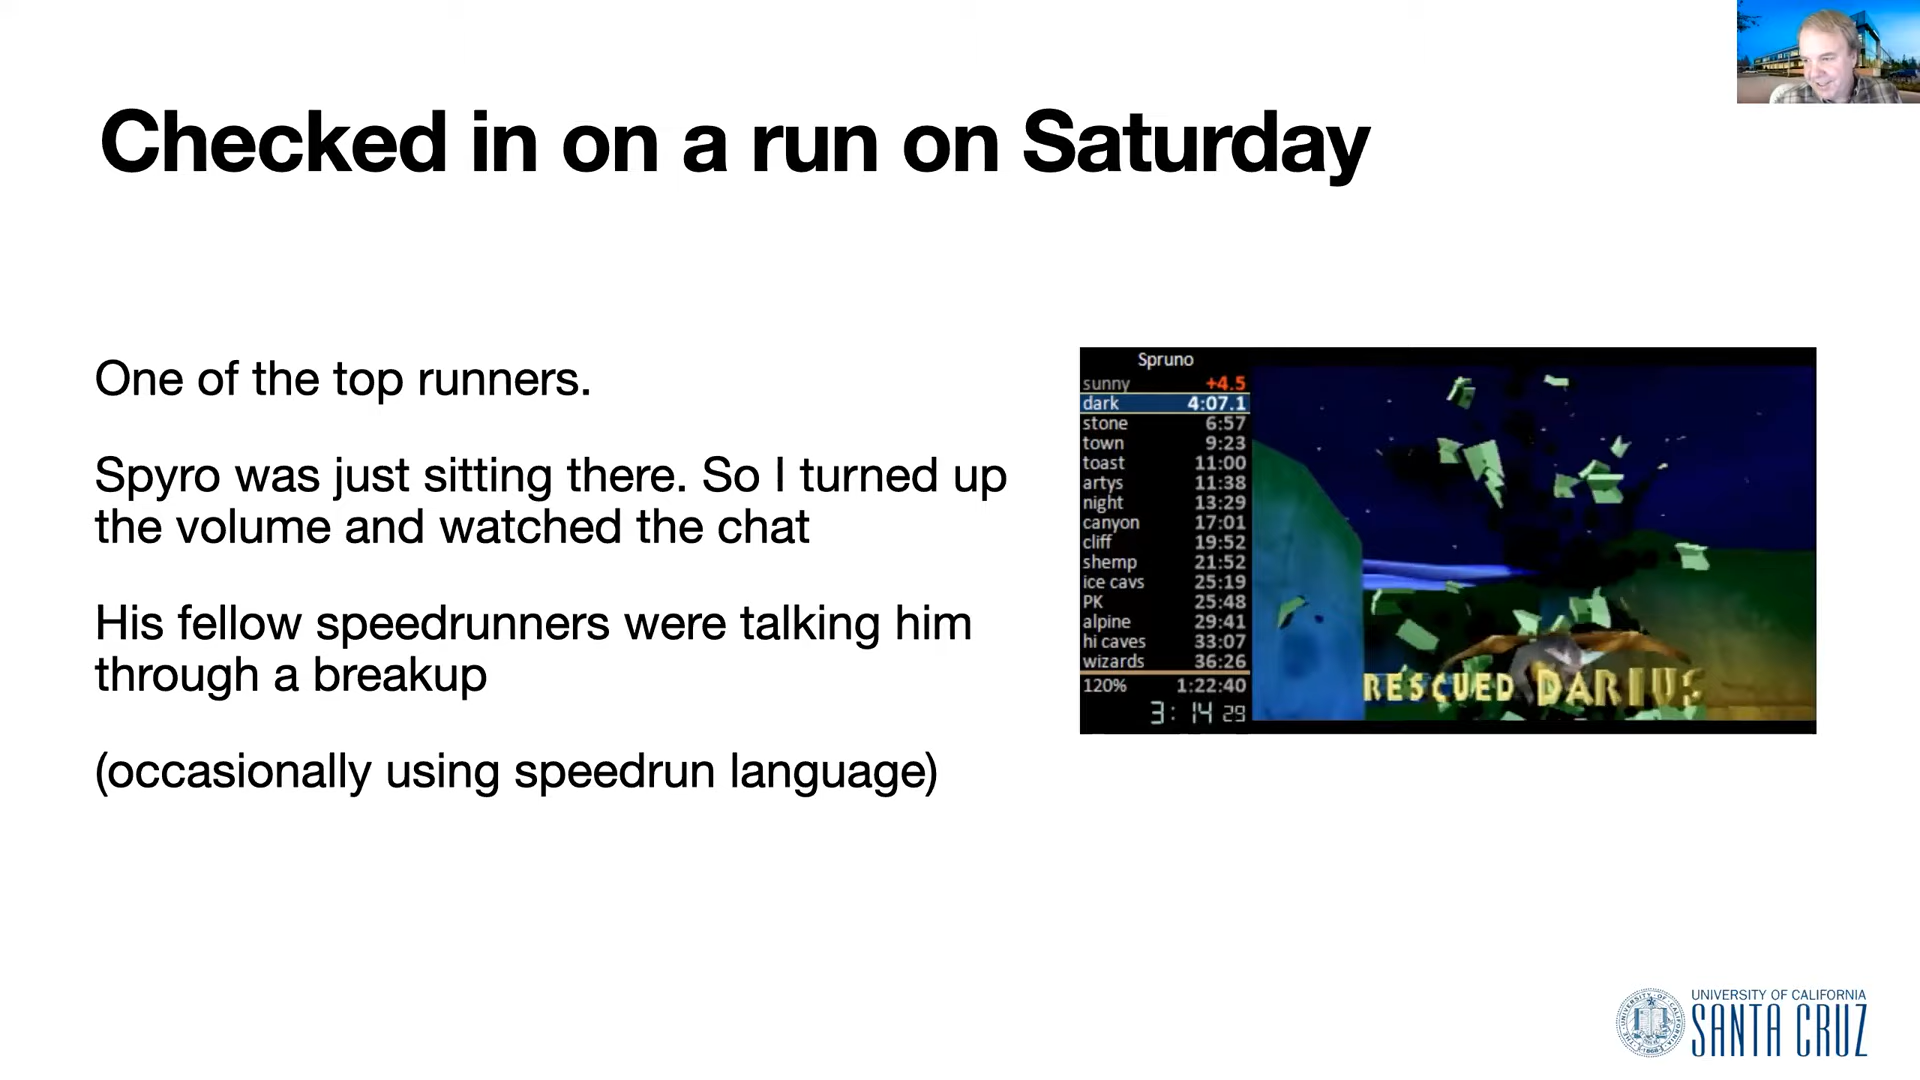 Checked in on a run on Saturday
One of the top runners.
Spyro was just sitting there. So I turned up
the volume and watched the chat
His fellow speedrunners were talking him
through a breakup
(occasionally using speedrun language)
Spruno
sunny +4.5
dark 4:07.1
stone 6:57
town 9:23
toast 11:00
artys 11:38
night 13:29
canyon 17:01
cliff 19:52
shemp 21:52
ice cavs 25:19
PK 25:48
alpine 29:41
hi caves 33:07
wizards 36:26
120% 1:22:40
3:14 29
RESCUED DARIUS
UNIVERSITY OF CALIFORNIA
SANTA CRUZ